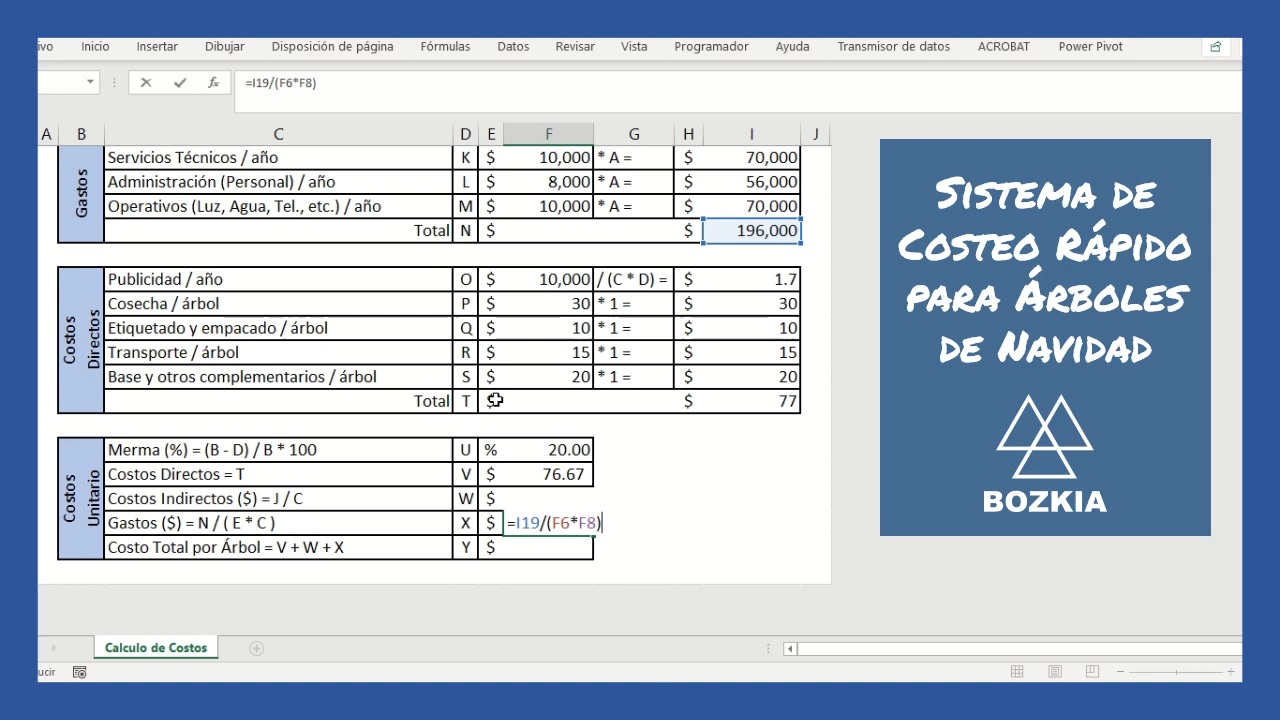 ivo Inicio Insertar Dibujar Disposición de página Fórmulas Datos Revisar Vista Programador Ayuda Transmisor de datos ACROBAT Power Pivot
fx =I19/(F6*F8)
A B C D E F G H I J
Gastos
Servicios Técnicos / año K $ 10,000 * A = $ 70,000
Administración (Personal) / año L $ 8,000 * A = $ 56,000
Operativos (Luz, Agua, Tel., etc.) / año M $ 10,000 * A = $ 70,000
Total N $ $ 196,000
Costos Directos
Publicidad / año O $ 10,000 / (C * D) = $ 1.7
Cosecha / árbol P $ 30 * 1 = $ 30
Etiquetado y empacado / árbol Q $ 10 * 1 = $ 10
Transporte / árbol R $ 15 * 1 = $ 15
Base y otros complementarios / árbol S $ 20 * 1 = $ 20
Total T $ $ 77
Costos Unitario
Merma (%) = (B - D) / B * 100 U % 20.00
Costos Directos = T V $ 76.67
Costos Indirectos ($) = J / C W $
Gastos ($) = N / ( E * C ) X $ =I19/(F6*F8)
Costo Total por Árbol = V + W + X Y $
Calculo de Costos
ucir
Sistema de
Costeo Rápido
para Árboles
de Navidad
BOZKIA